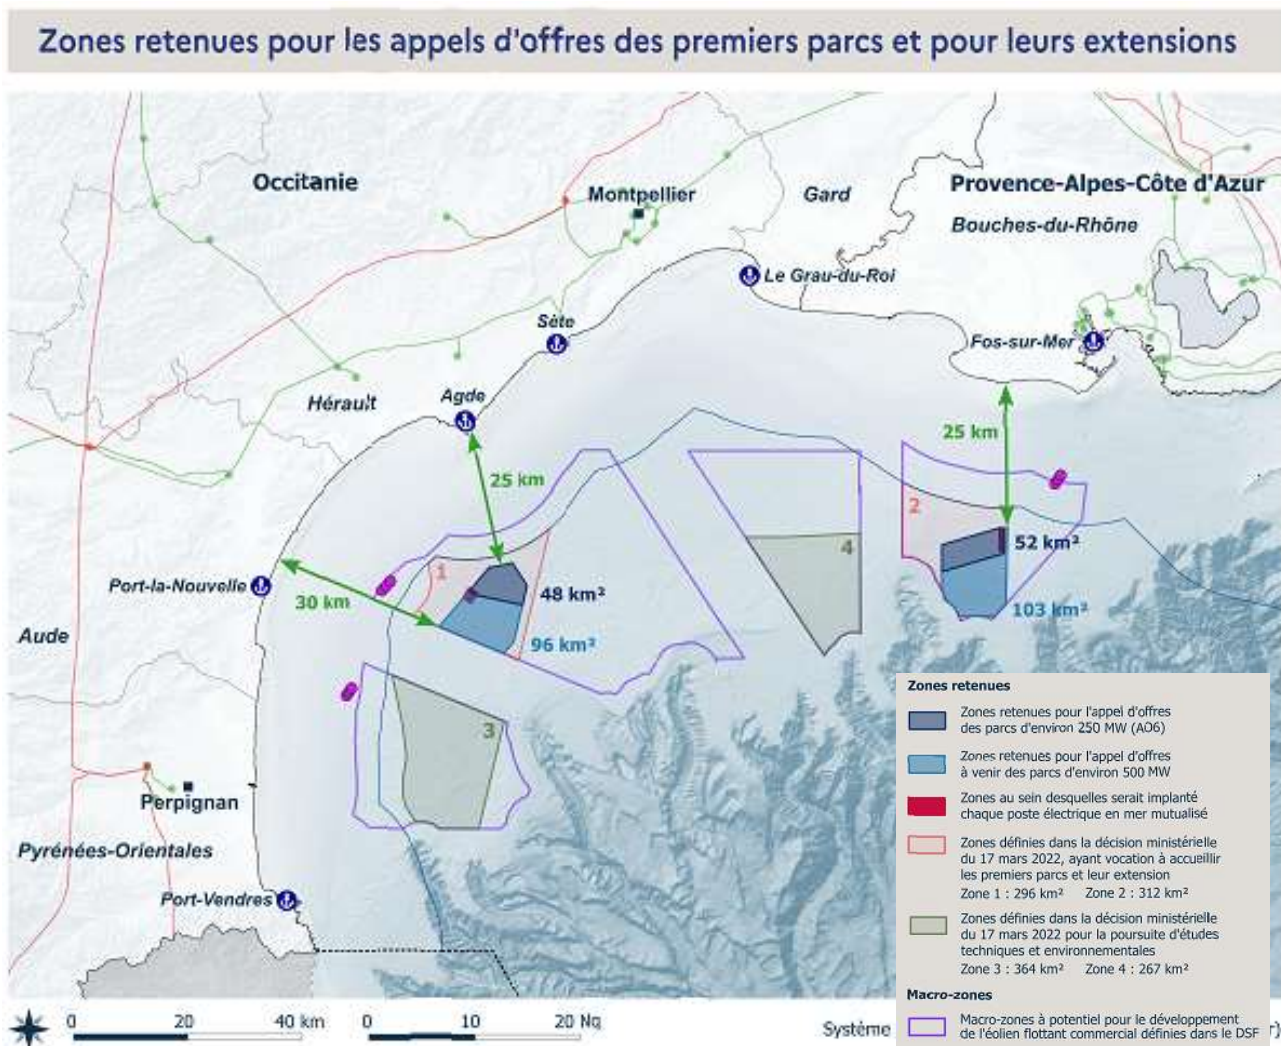 Zones retenues pour les appels d'offres des premiers parcs et pour leurs extensions
Occitanie
Montpellier
Gard
Provence-Alpes-Côte d'Azur
Bouches-du-Rhône
Le Grau-du-Roi
Sète
Fos-sur-Mer
Agde
Hérault
25 km
25 km
2
4
52 km²
1
Port-la-Nouvelle
30 km
48 km²
103 km²
Aude
96 km²
3
Perpignan
Pyrénées-Orientales
Port-Vendres
Zones retenues
Zones retenues pour l'appel d'offres
des parcs d'environ 250 MW (AO6)
Zones retenues pour l'appel d'offres
à venir des parcs d'environ 500 MW
Zones au sein desquelles serait implanté
chaque poste électrique en mer mutualisé
Zones définies dans la décision ministérielle
du 17 mars 2022, ayant vocation à accueillir
les premiers parcs et leur extension
Zone 1 : 296 km² Zone 2 : 312 km²
Zones définies dans la décision ministérielle
du 17 mars 2022 pour la poursuite d'études
techniques et environnementales
Zone 3 : 364 km² Zone 4 : 267 km²
Macro-zones
Macro-zones à potentiel pour le développement
de l'éolien flottant commercial définies dans le DSF
0 20 40 km
0 10 20 Nq
Système
r)